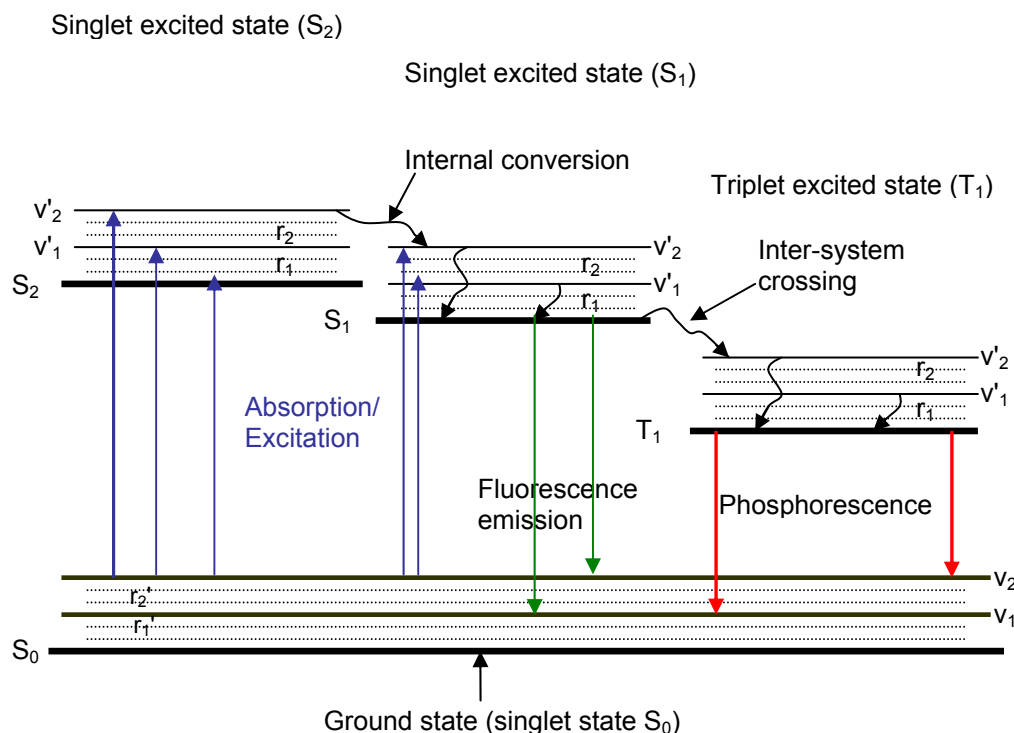 Singlet excited state (S₂)
Singlet excited state (S₁)
Internal conversion
Triplet excited state (T₁)
v'₂
r₂
v'₁
r₁
S₂
v'₂
r₂
v'₁
r₁
S₁
Inter-system
crossing
v'₂
r₂
v'₁
r₁
T₁
Absorption/
Excitation
Fluorescence
emission
Phosphorescence
v₂
r₂'
v₁
r₁'
S₀
Ground state (singlet state S₀)